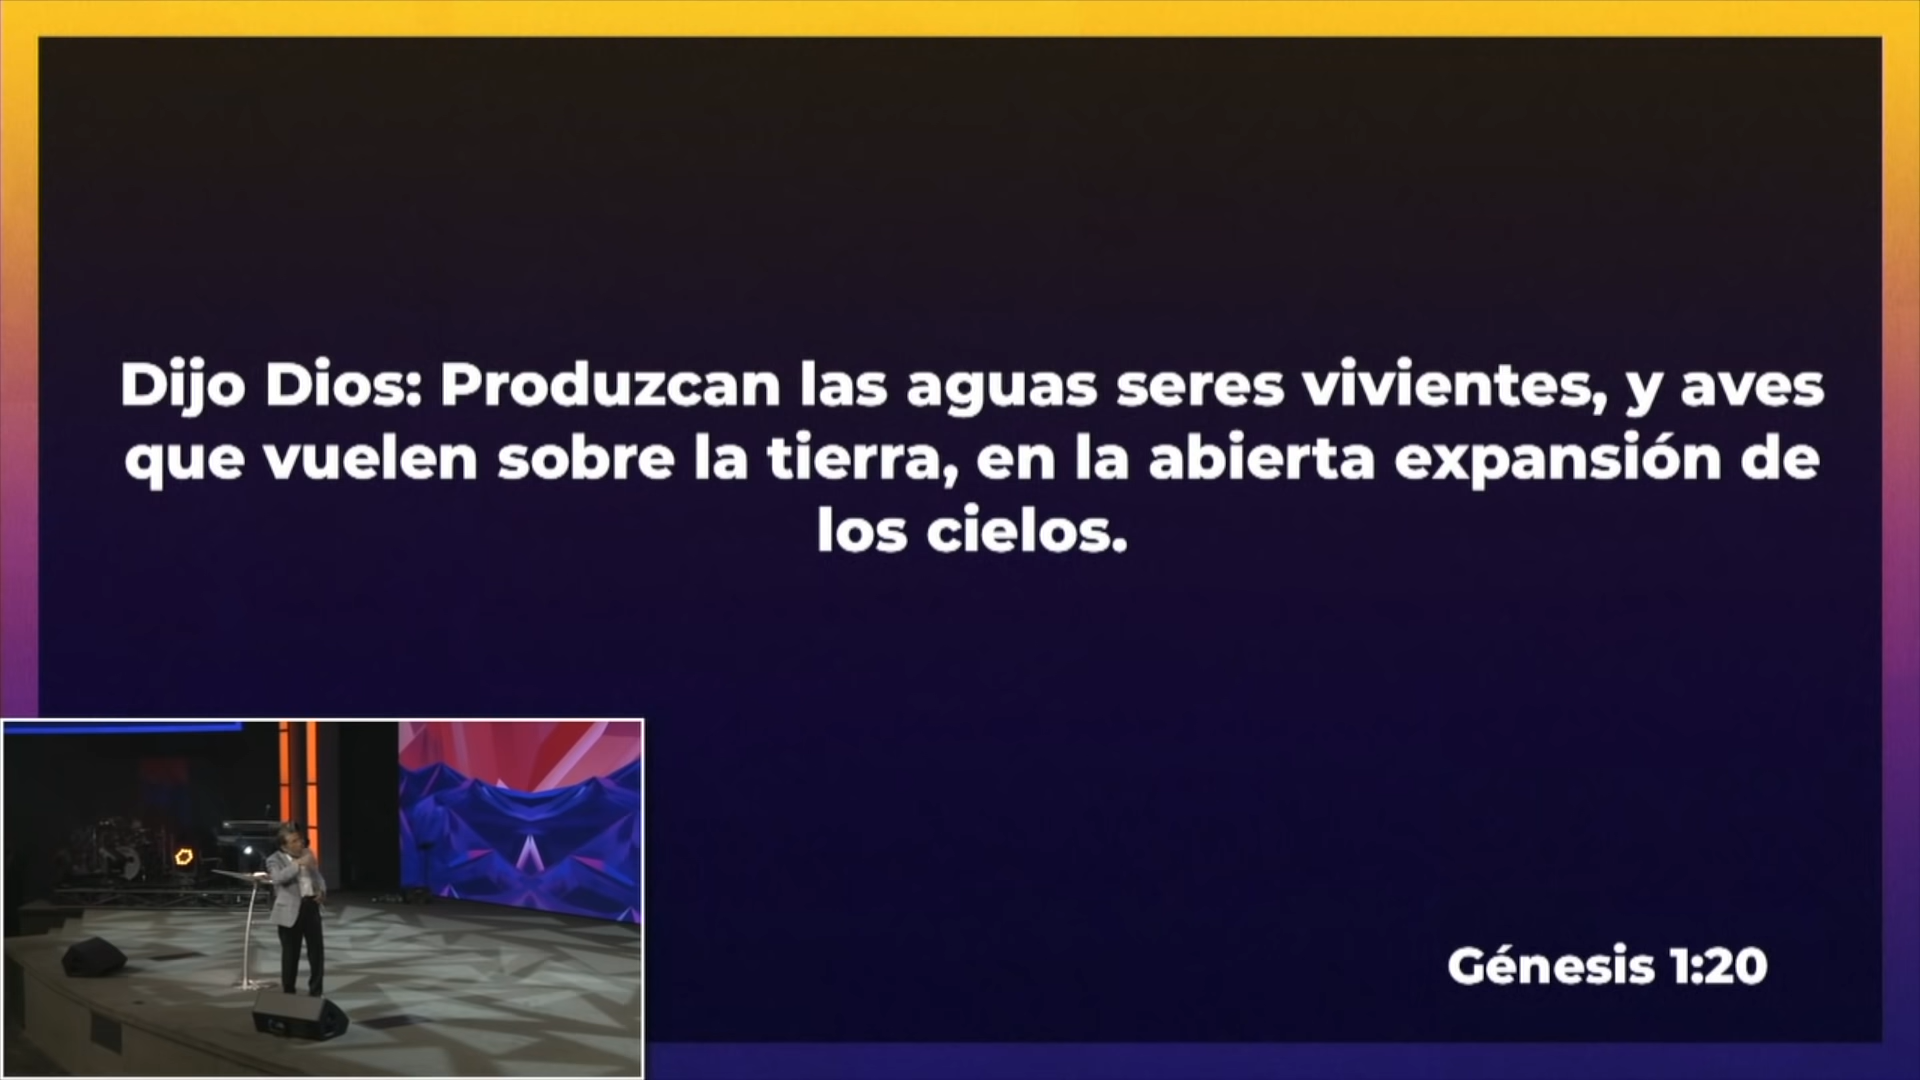 Dijo Dios: Produzcan las aguas seres vivientes, y aves
que vuelen sobre la tierra, en la abierta expansión de
los cielos.
Génesis 1:20